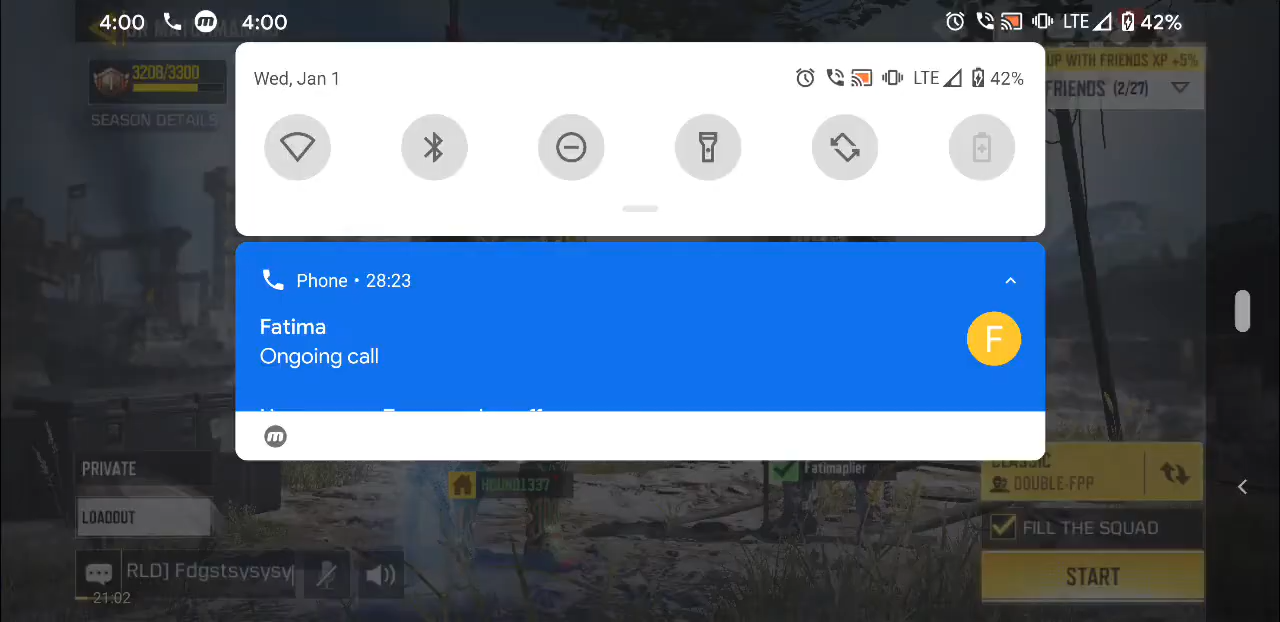 4:00 4:00 LTE 42%
Wed, Jan 1 LTE 42%
UP WITH FRIENDS XP +5%
3208/3300
FRIENDS (2/27)
SEASON DETAILS
Phone • 28:23
Fatima
Ongoing call
F
m
PRIVATE
HOUND1337
Fatimaplier
CLASSIC
DOUBLE-FPP
LOADOUT
FILL THE SQUAD
RLD] Fdgstsysysy
START
21:02